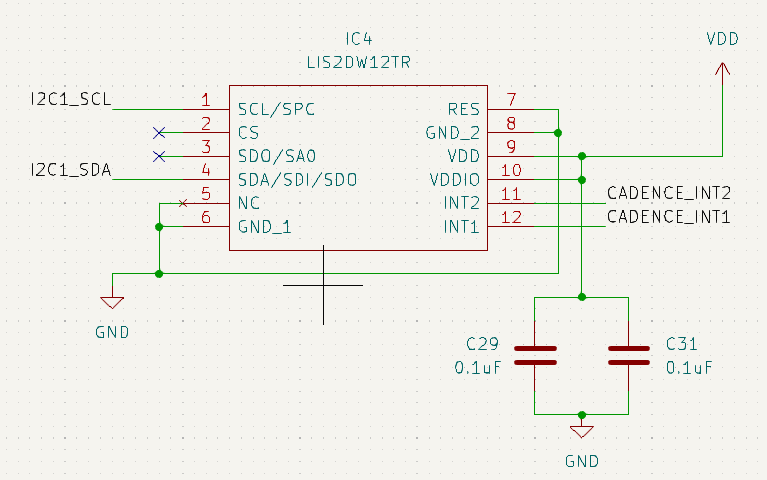 IC4
LIS2DW12TR
VDD
I2C1_SCL
1
SCL/SPC
RES
7
2
CS
GND_2
8
3
SDO/SA0
VDD
9
I2C1_SDA
4
SDA/SDI/SDO
VDDIO
10
5
NC
INT2
11
CADENCE_INT2
6
GND_1
INT1
12
CADENCE_INT1
GND
C29
0.1uF
C31
0.1uF
GND